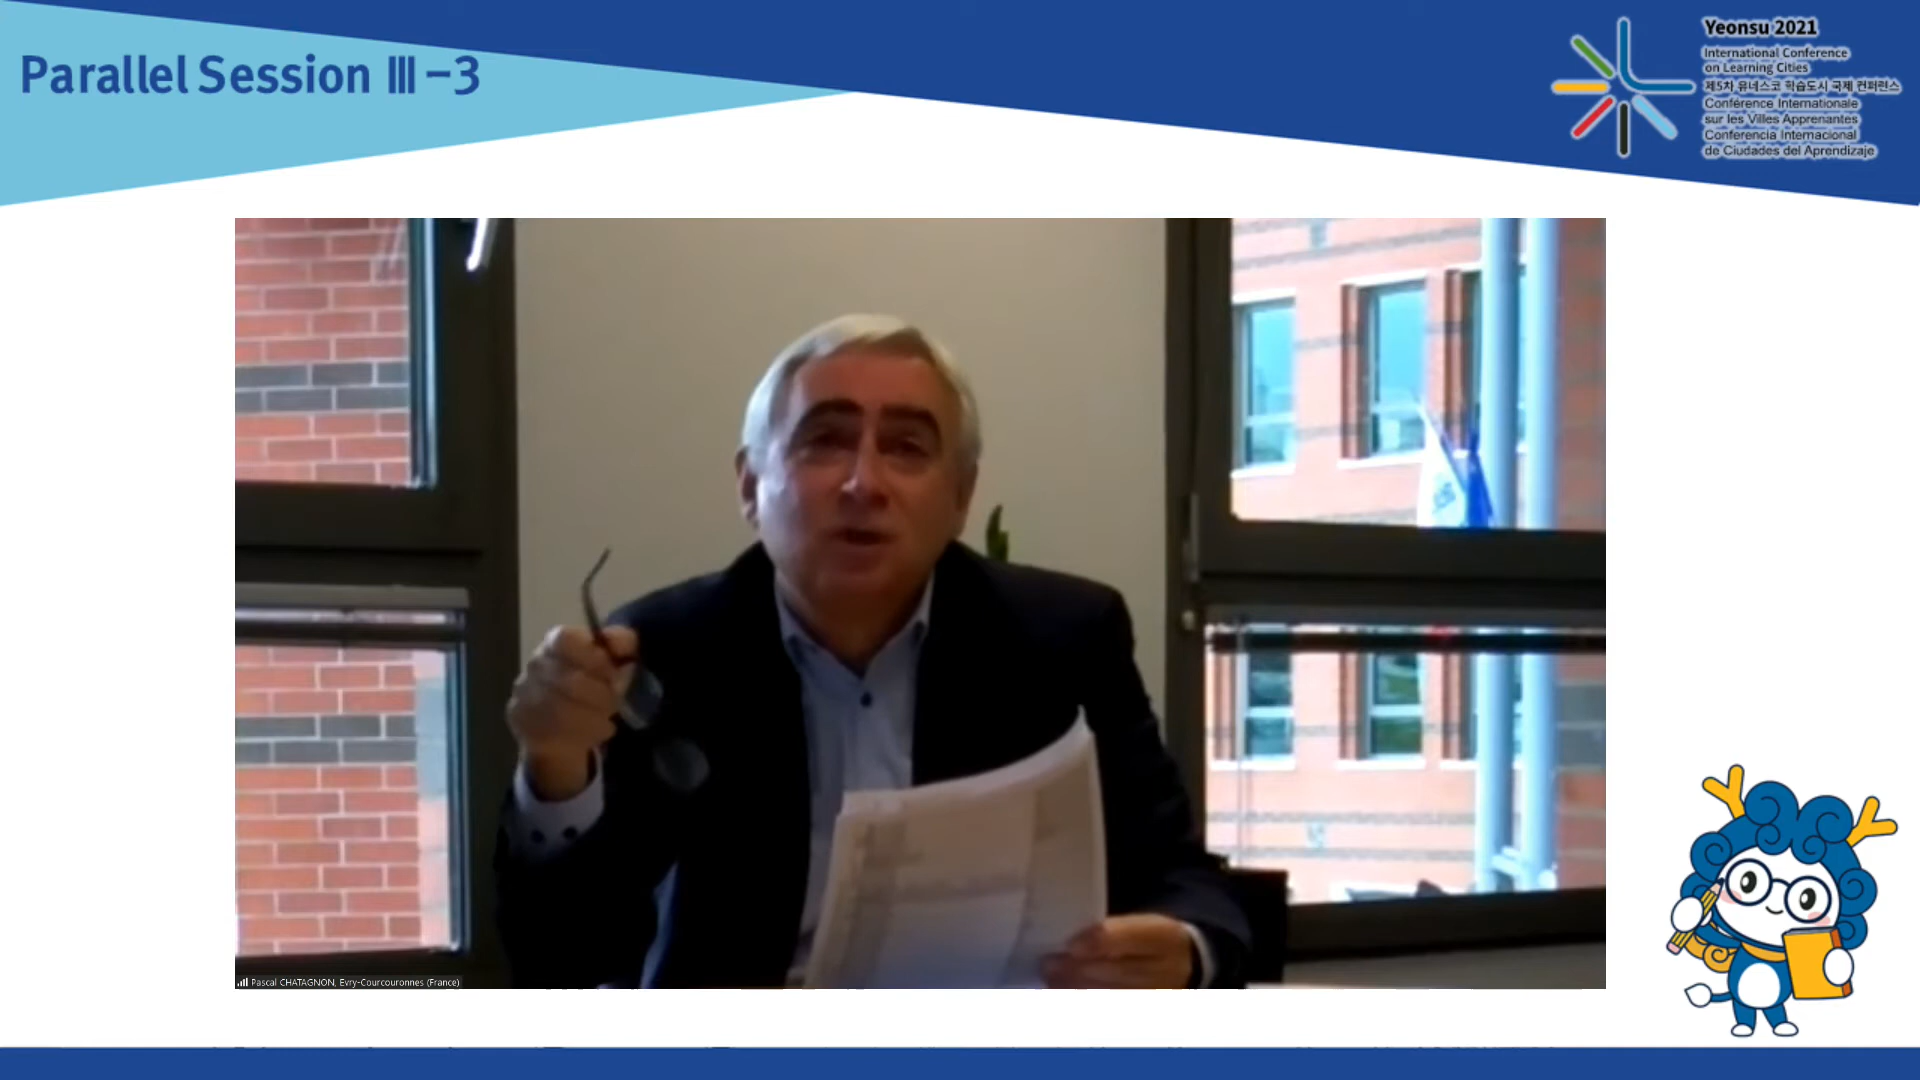 Parallel Session Ⅲ-3
Yeonsu 2021
International Conference
on Learning Cities
제5차 유네스코 학습도시 국제 컨퍼런스
Conférence Internationale
sur les Villes Apprenantes
Conferencia Internacional
de Ciudades del Aprendizaje
Pascal CHATAGNON, Evry-Courcouronnes (France)